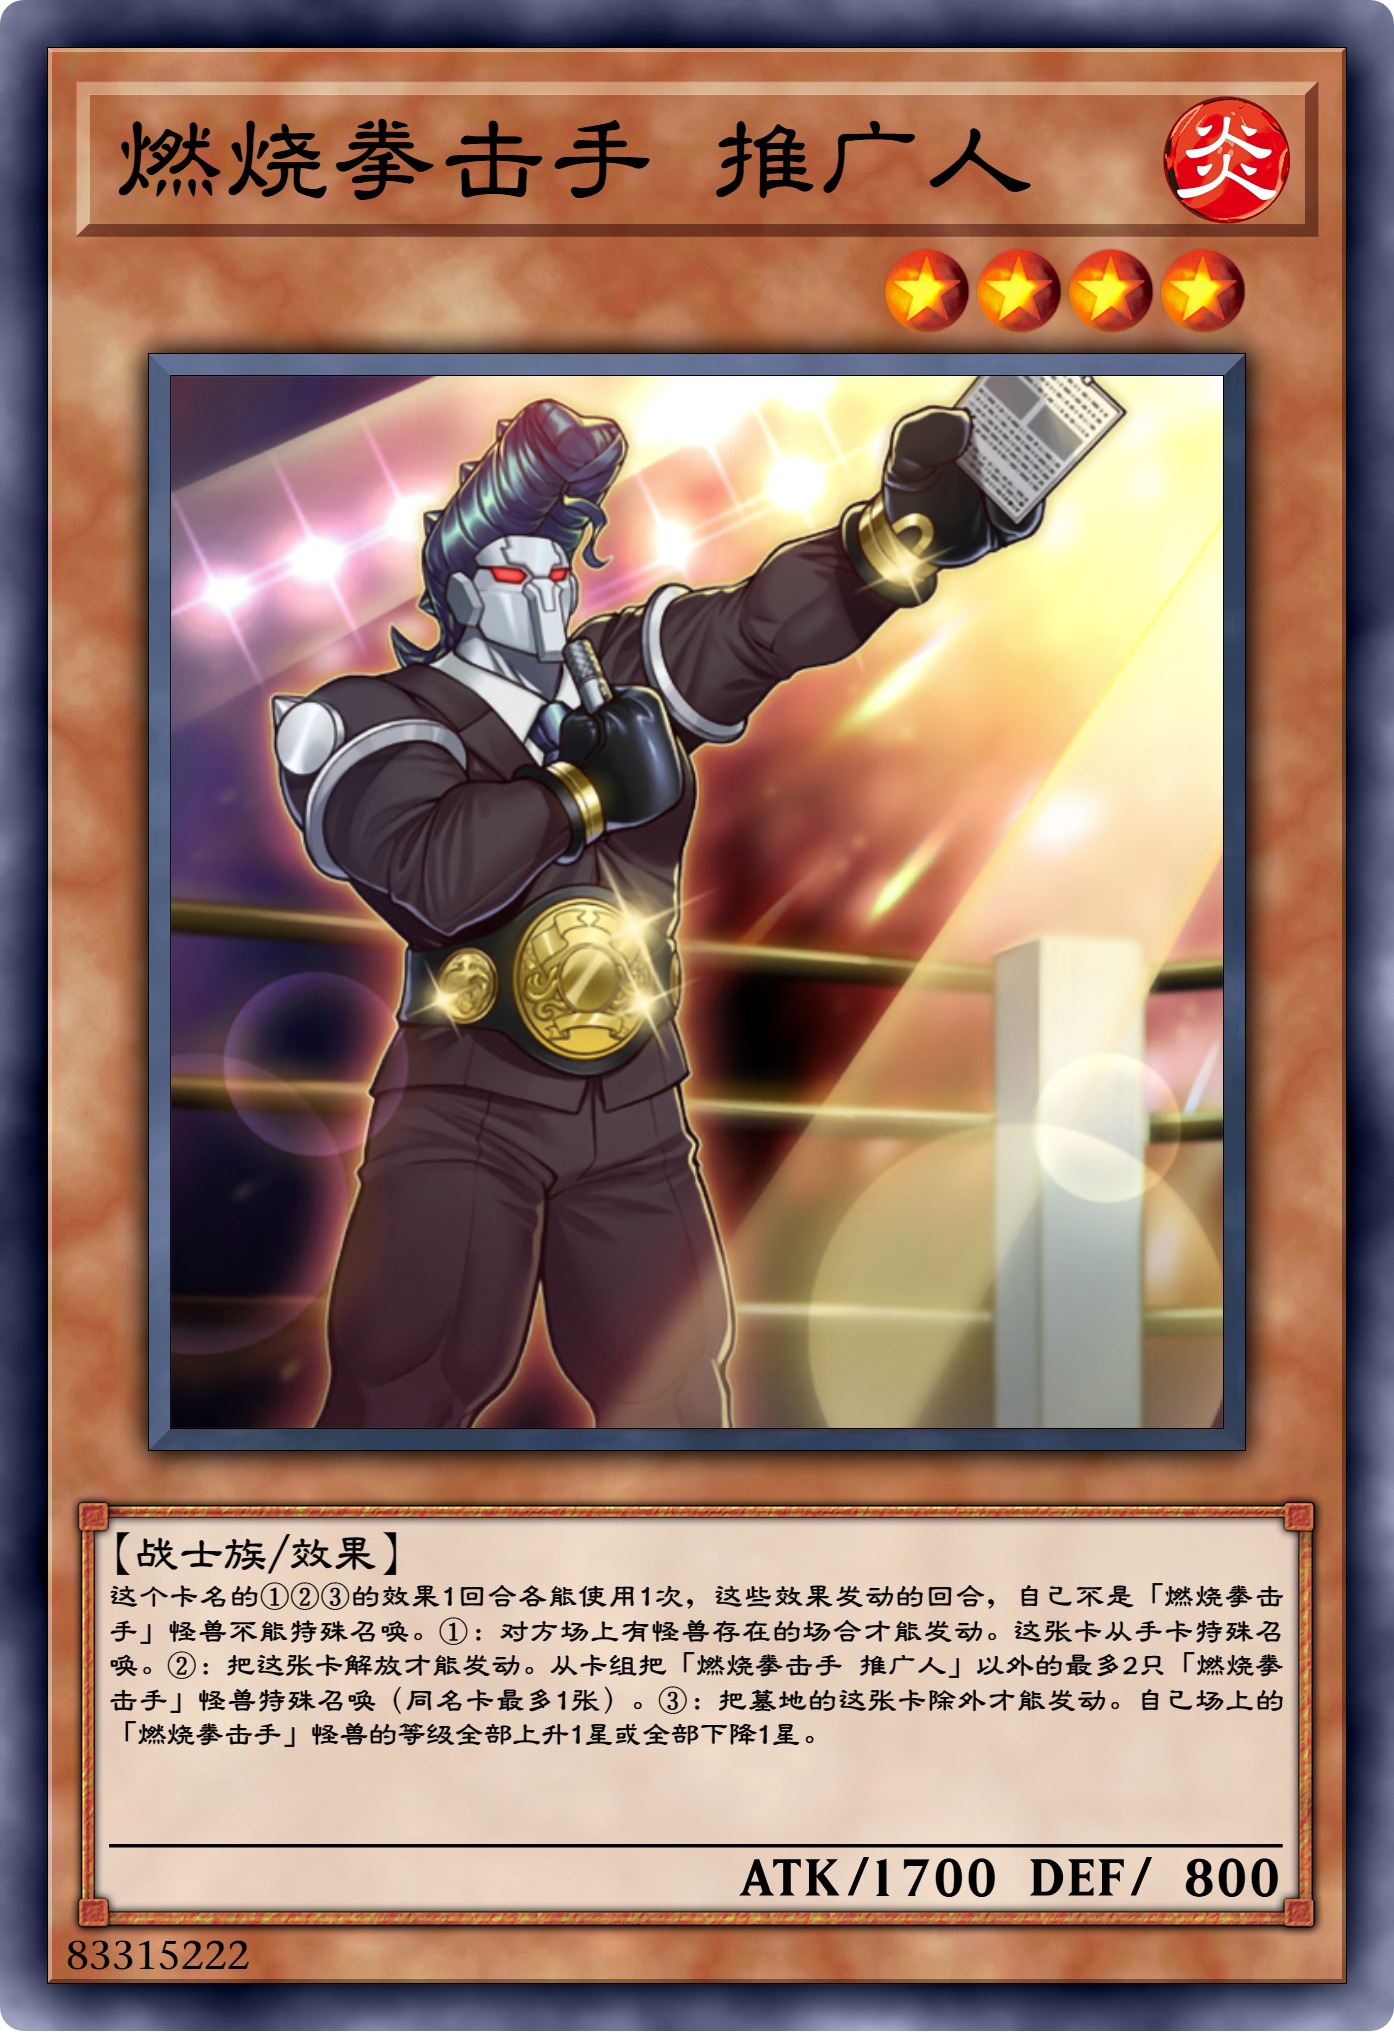 燃烧拳击手 推广人
炎
【战士族/效果】
这个卡名的①②③的效果1回合各能使用1次，这些效果发动的回合，自己不是「燃烧拳击
手」怪兽不能特殊召唤。①：对方场上有怪兽存在的场合才能发动。这张卡从手卡特殊召
唤。②：把这张卡解放才能发动。从卡组把「燃烧拳击手 推广人」以外的最多2只「燃烧拳
击手」怪兽特殊召唤（同名卡最多1张）。③：把墓地的这张卡除外才能发动。自己场上的
「燃烧拳击手」怪兽的等级全部上升1星或全部下降1星。
ATK/1700 DEF/ 800
83315222